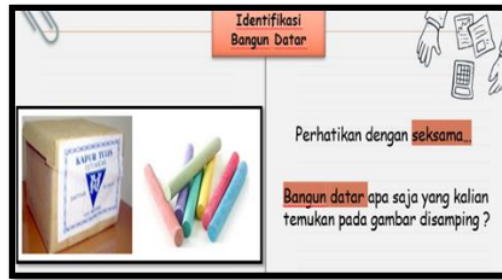 Identifikasi
Bangun Datar
KAPUR TULIS
Perhatikan dengan seksama...
Bangun datar apa saja yang kalian
temukan pada gambar disamping ?